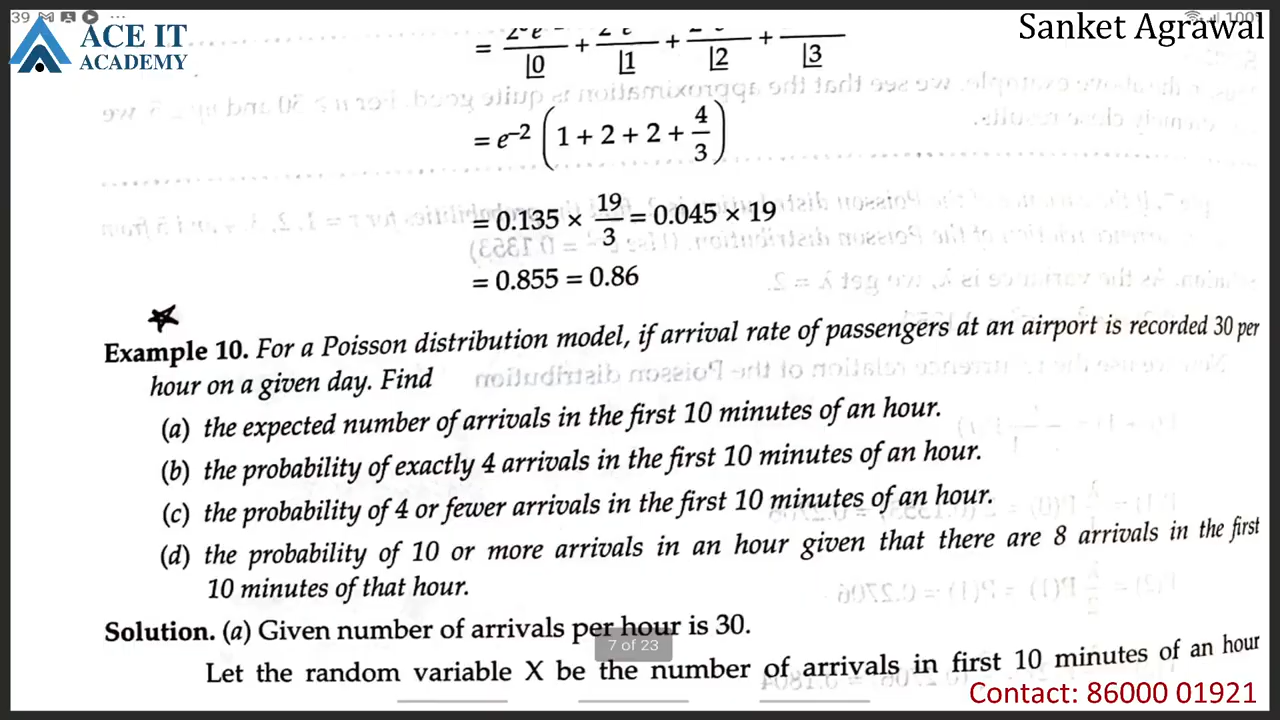 39
100%
ACE IT
ACADEMY
Sanket Agrawal
= /|0 + /|1 + /|2 + /|3
= e⁻² (1 + 2 + 2 + 4/3)
= 0.135 × 19/3 = 0.045 × 19
= 0.855 = 0.86
Example 10. For a Poisson distribution model, if arrival rate of passengers at an airport is recorded 30 per
hour on a given day. Find
(a) the expected number of arrivals in the first 10 minutes of an hour.
(b) the probability of exactly 4 arrivals in the first 10 minutes of an hour.
(c) the probability of 4 or fewer arrivals in the first 10 minutes of an hour.
(d) the probability of 10 or more arrivals in an hour given that there are 8 arrivals in the first
10 minutes of that hour.
Solution. (a) Given number of arrivals per hour is 30.
7 of 23
Let the random variable X be the number of arrivals in first 10 minutes of an hour
Contact: 86000 01921